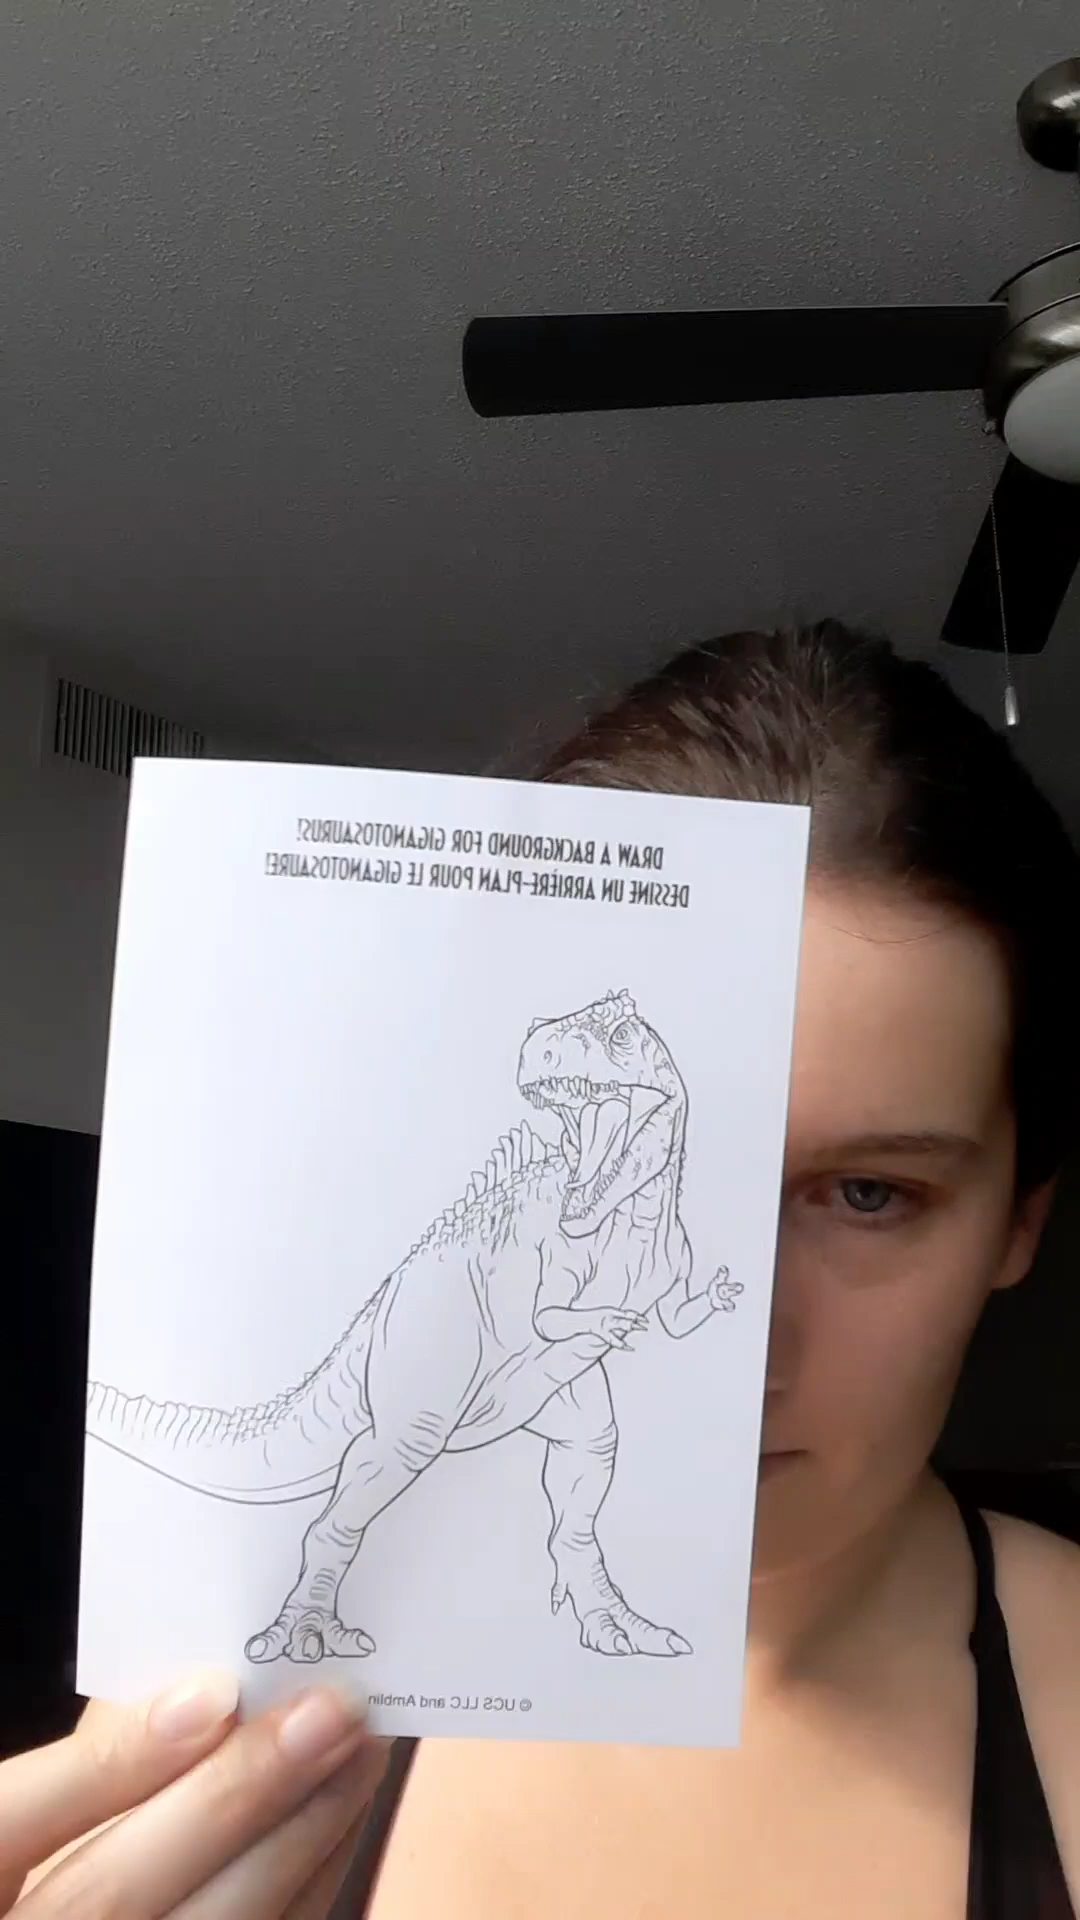 DRAW A BACKGROUND FOR GIGANOTOSAURUS!
DESSINE UN ARRIÈRE-PLAN POUR LE GIGANOTOSAURE!
© UCS LLC and Amblin